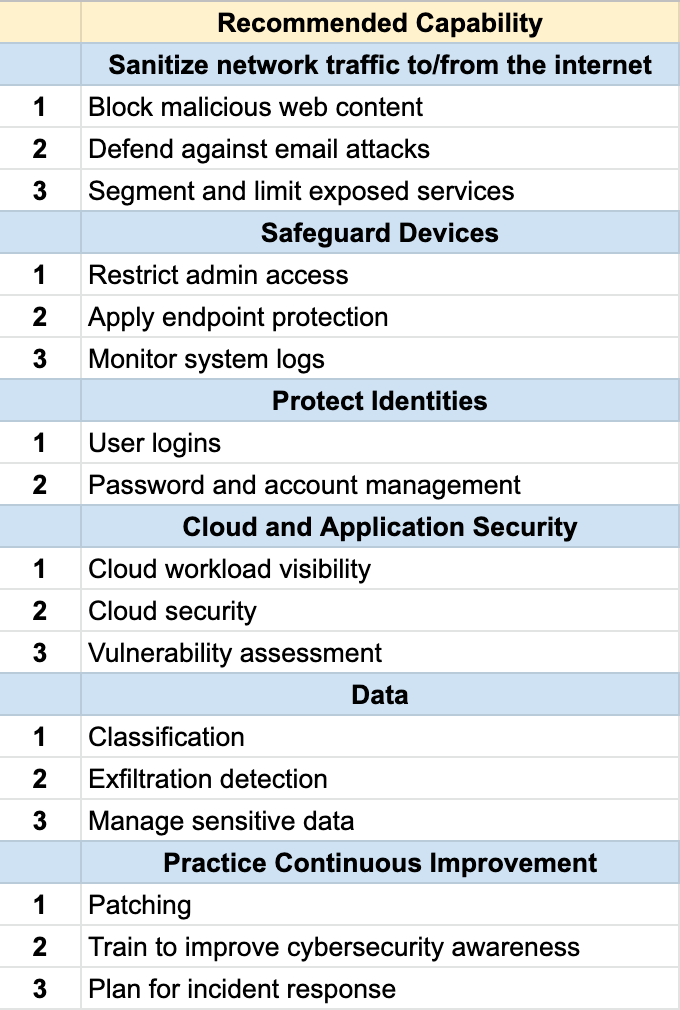 Recommended Capability
Sanitize network traffic to/from the internet
1 Block malicious web content
2 Defend against email attacks
3 Segment and limit exposed services
Safeguard Devices
1 Restrict admin access
2 Apply endpoint protection
3 Monitor system logs
Protect Identities
1 User logins
2 Password and account management
Cloud and Application Security
1 Cloud workload visibility
2 Cloud security
3 Vulnerability assessment
Data
1 Classification
2 Exfiltration detection
3 Manage sensitive data
Practice Continuous Improvement
1 Patching
2 Train to improve cybersecurity awareness
3 Plan for incident response